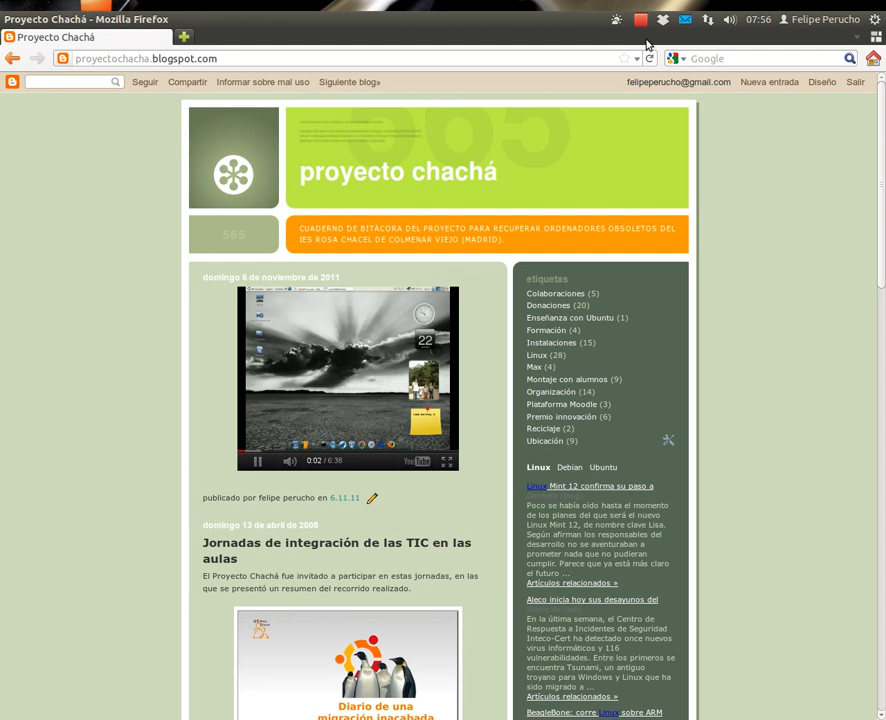 Proyecto Chachá - Mozilla Firefox
07:56 Felipe Perucho
Proyecto Chachá
proyectochacha.blogspot.com
Google
Seguir Compartir Informar sobre mal uso Siguiente blog»
felipeperucho@gmail.com Nueva entrada Diseño Salir
565
proyecto chachá
565
CUADERNO DE BITÁCORA DEL PROYECTO PARA RECUPERAR ORDENADORES OBSOLETOS DEL
IES ROSA CHACEL DE COLMENAR VIEJO (MADRID).
domingo 6 de noviembre de 2011
22
0:02 / 6:38
YouTube
publicado por felipe perucho en 6.11.11
domingo 13 de abril de 2008
Jornadas de integración de las TIC en las
aulas
El Proyecto Chachá fue invitado a participar en estas jornadas, en las
que se presentó un resumen del recorrido realizado.
Diario de una
migración inacabada
etiquetas
Colaboraciones (5)
Donaciones (20)
Enseñanza con Ubuntu (1)
Formación (4)
Instalaciones (15)
Linux (28)
Max (4)
Montaje con alumnos (9)
Organización (14)
Plataforma Moodle (3)
Premio innovación (6)
Reciclaje (2)
Ubicación (9)
Linux Debian Ubuntu
Linux Mint 12 confirma su paso a
Poco se había oído hasta el momento
de los planes del que será el nuevo
Linux Mint 12, de nombre clave Lisa.
Según afirman los responsables del
desarrollo no se aventuraban a
prometer nada que no pudieran
cumplir. Parece que ya está más claro
el futuro ...
Artículos relacionados »
Aleco inicia hoy sus desayunos del
En la última semana, el Centro de
Respuesta a Incidentes de Seguridad
Inteco-Cert ha detectado once nuevos
virus informáticos y 116
vulnerabilidades. Entre los primeros se
encuentra Tsunami, un antiguo
troyano para Windows y Linux que ha
sido migrado a ...
Artículos relacionados »
BeagleBone: corre Linux sobre ARM